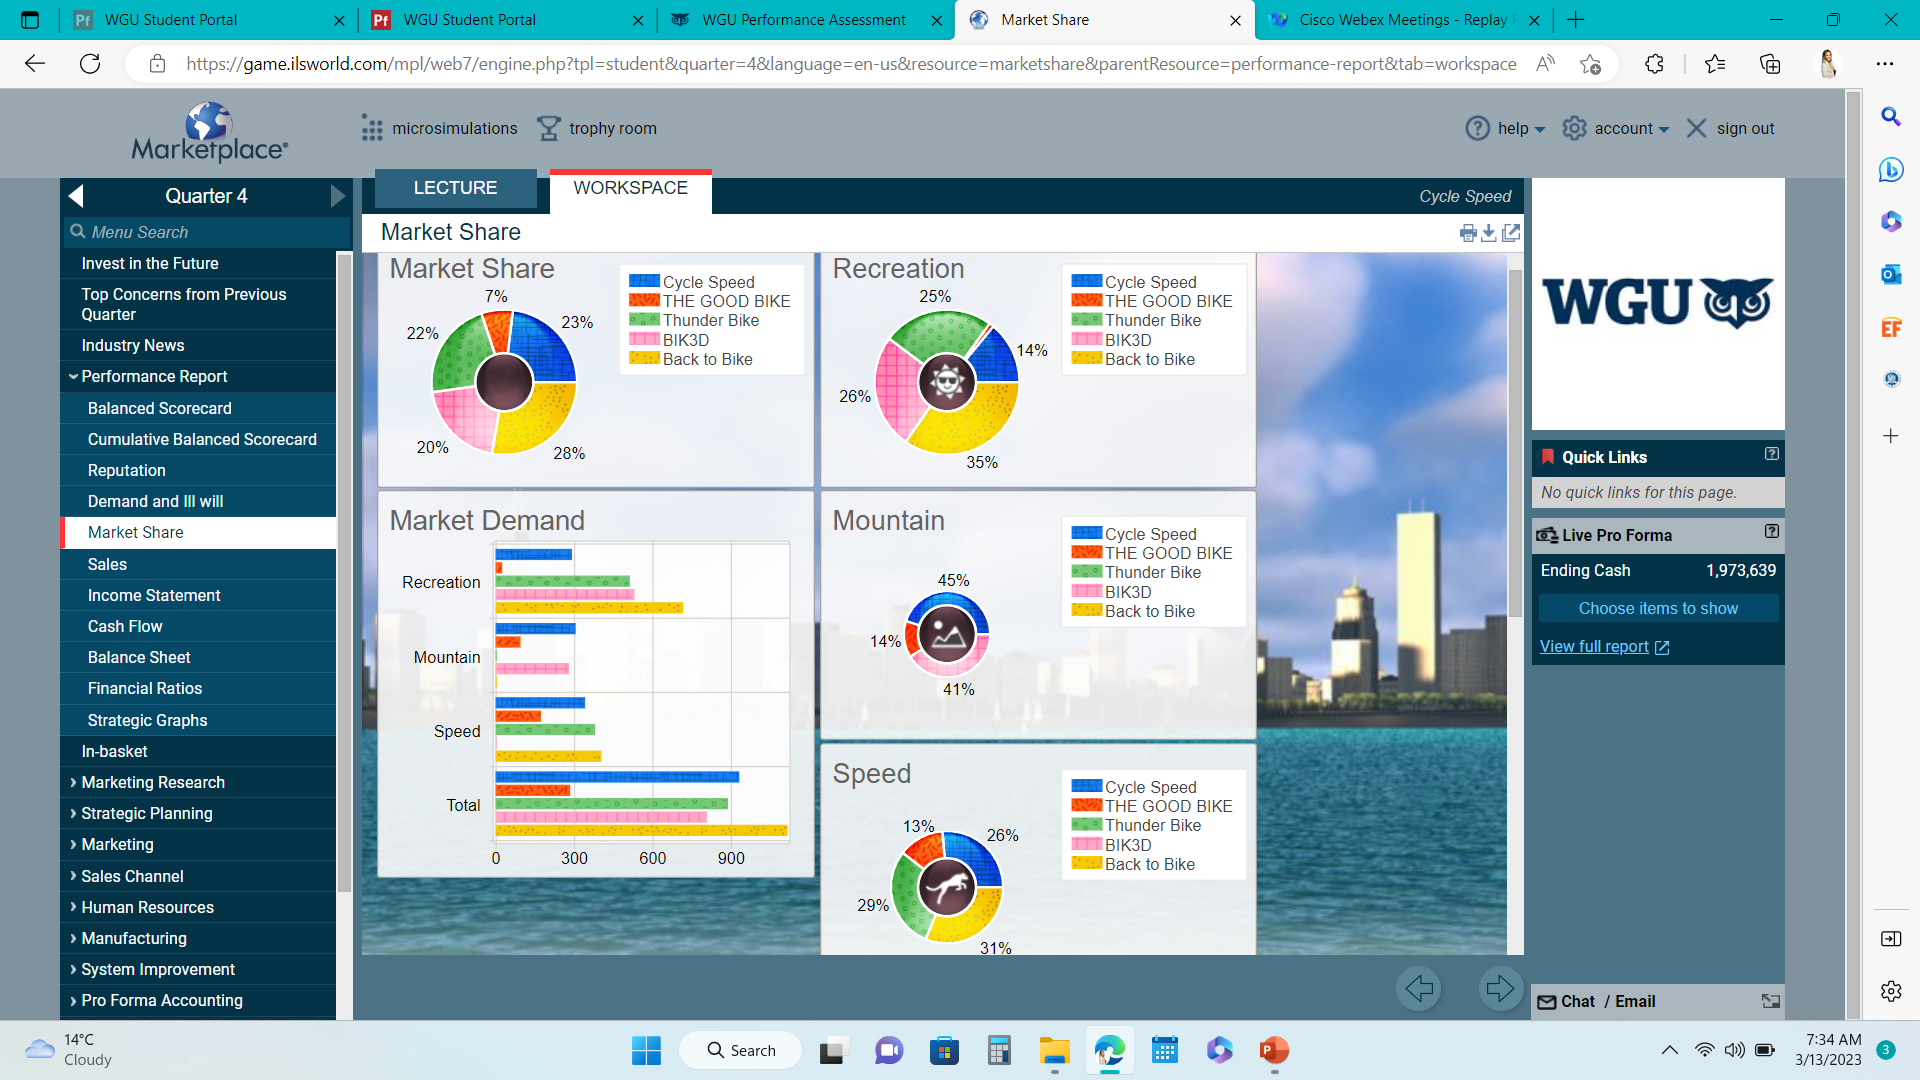 WGU Student Portal
WGU Student Portal
WGU Performance Assessment
Market Share
Cisco Webex Meetings - Replay
https://game.ilsworld.com/mpl/web7/engine.php?tpl=student&quarter=4&language=en-us&resource=marketshare&parentResource=performance-report&tab=workspace
Marketplace
microsimulations
trophy room
help
account
sign out
Quarter 4
Menu Search
Invest in the Future
Top Concerns from Previous
Quarter
Industry News
Performance Report
Balanced Scorecard
Cumulative Balanced Scorecard
Reputation
Demand and Ill will
Market Share
Sales
Income Statement
Cash Flow
Balance Sheet
Financial Ratios
Strategic Graphs
In-basket
Marketing Research
Strategic Planning
Marketing
Sales Channel
Human Resources
Manufacturing
System Improvement
Pro Forma Accounting
LECTURE
WORKSPACE
Cycle Speed
Market Share
Market Share
Cycle Speed
THE GOOD BIKE
Thunder Bike
BIK3D
Back to Bike
7%
23%
22%
20%
28%
Recreation
Cycle Speed
THE GOOD BIKE
Thunder Bike
BIK3D
Back to Bike
25%
14%
26%
35%
Market Demand
Recreation
Mountain
Speed
Total
0 300 600 900
Mountain
Cycle Speed
THE GOOD BIKE
Thunder Bike
BIK3D
Back to Bike
45%
14%
41%
Speed
Cycle Speed
THE GOOD BIKE
Thunder Bike
BIK3D
Back to Bike
13%
26%
29%
31%
WGU
Quick Links
No quick links for this page.
Live Pro Forma
Ending Cash 1,973,639
Choose items to show
View full report
Chat / Email
EF
14°C
Cloudy
Search
7:34 AM
3/13/2023
3